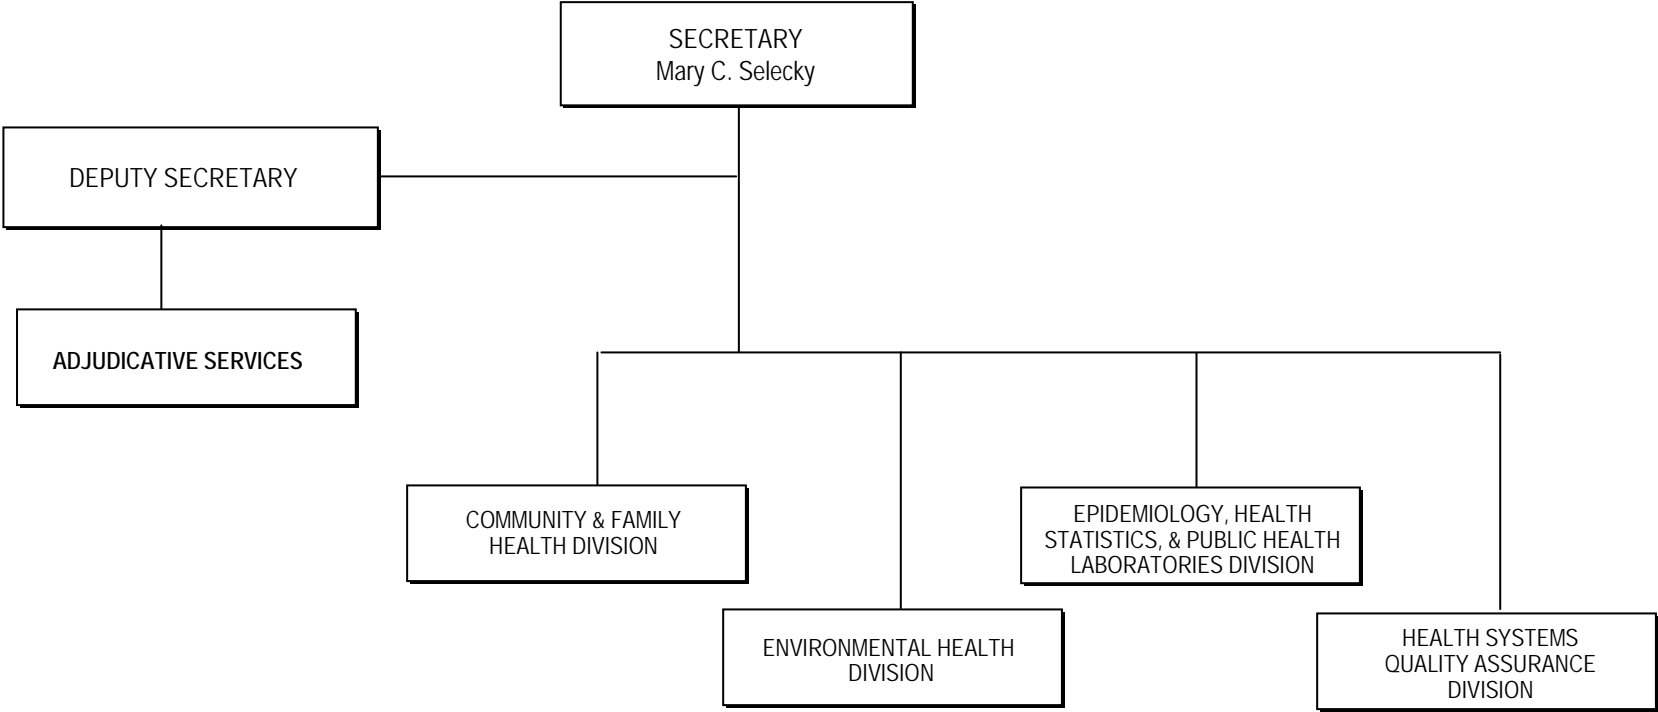 SECRETARY
Mary C. Selecky
DEPUTY SECRETARY
ADJUDICATIVE SERVICES
COMMUNITY & FAMILY
HEALTH DIVISION
ENVIRONMENTAL HEALTH
DIVISION
EPIDEMIOLOGY, HEALTH
STATISTICS, & PUBLIC HEALTH
LABORATORIES DIVISION
HEALTH SYSTEMS
QUALITY ASSURANCE
DIVISION